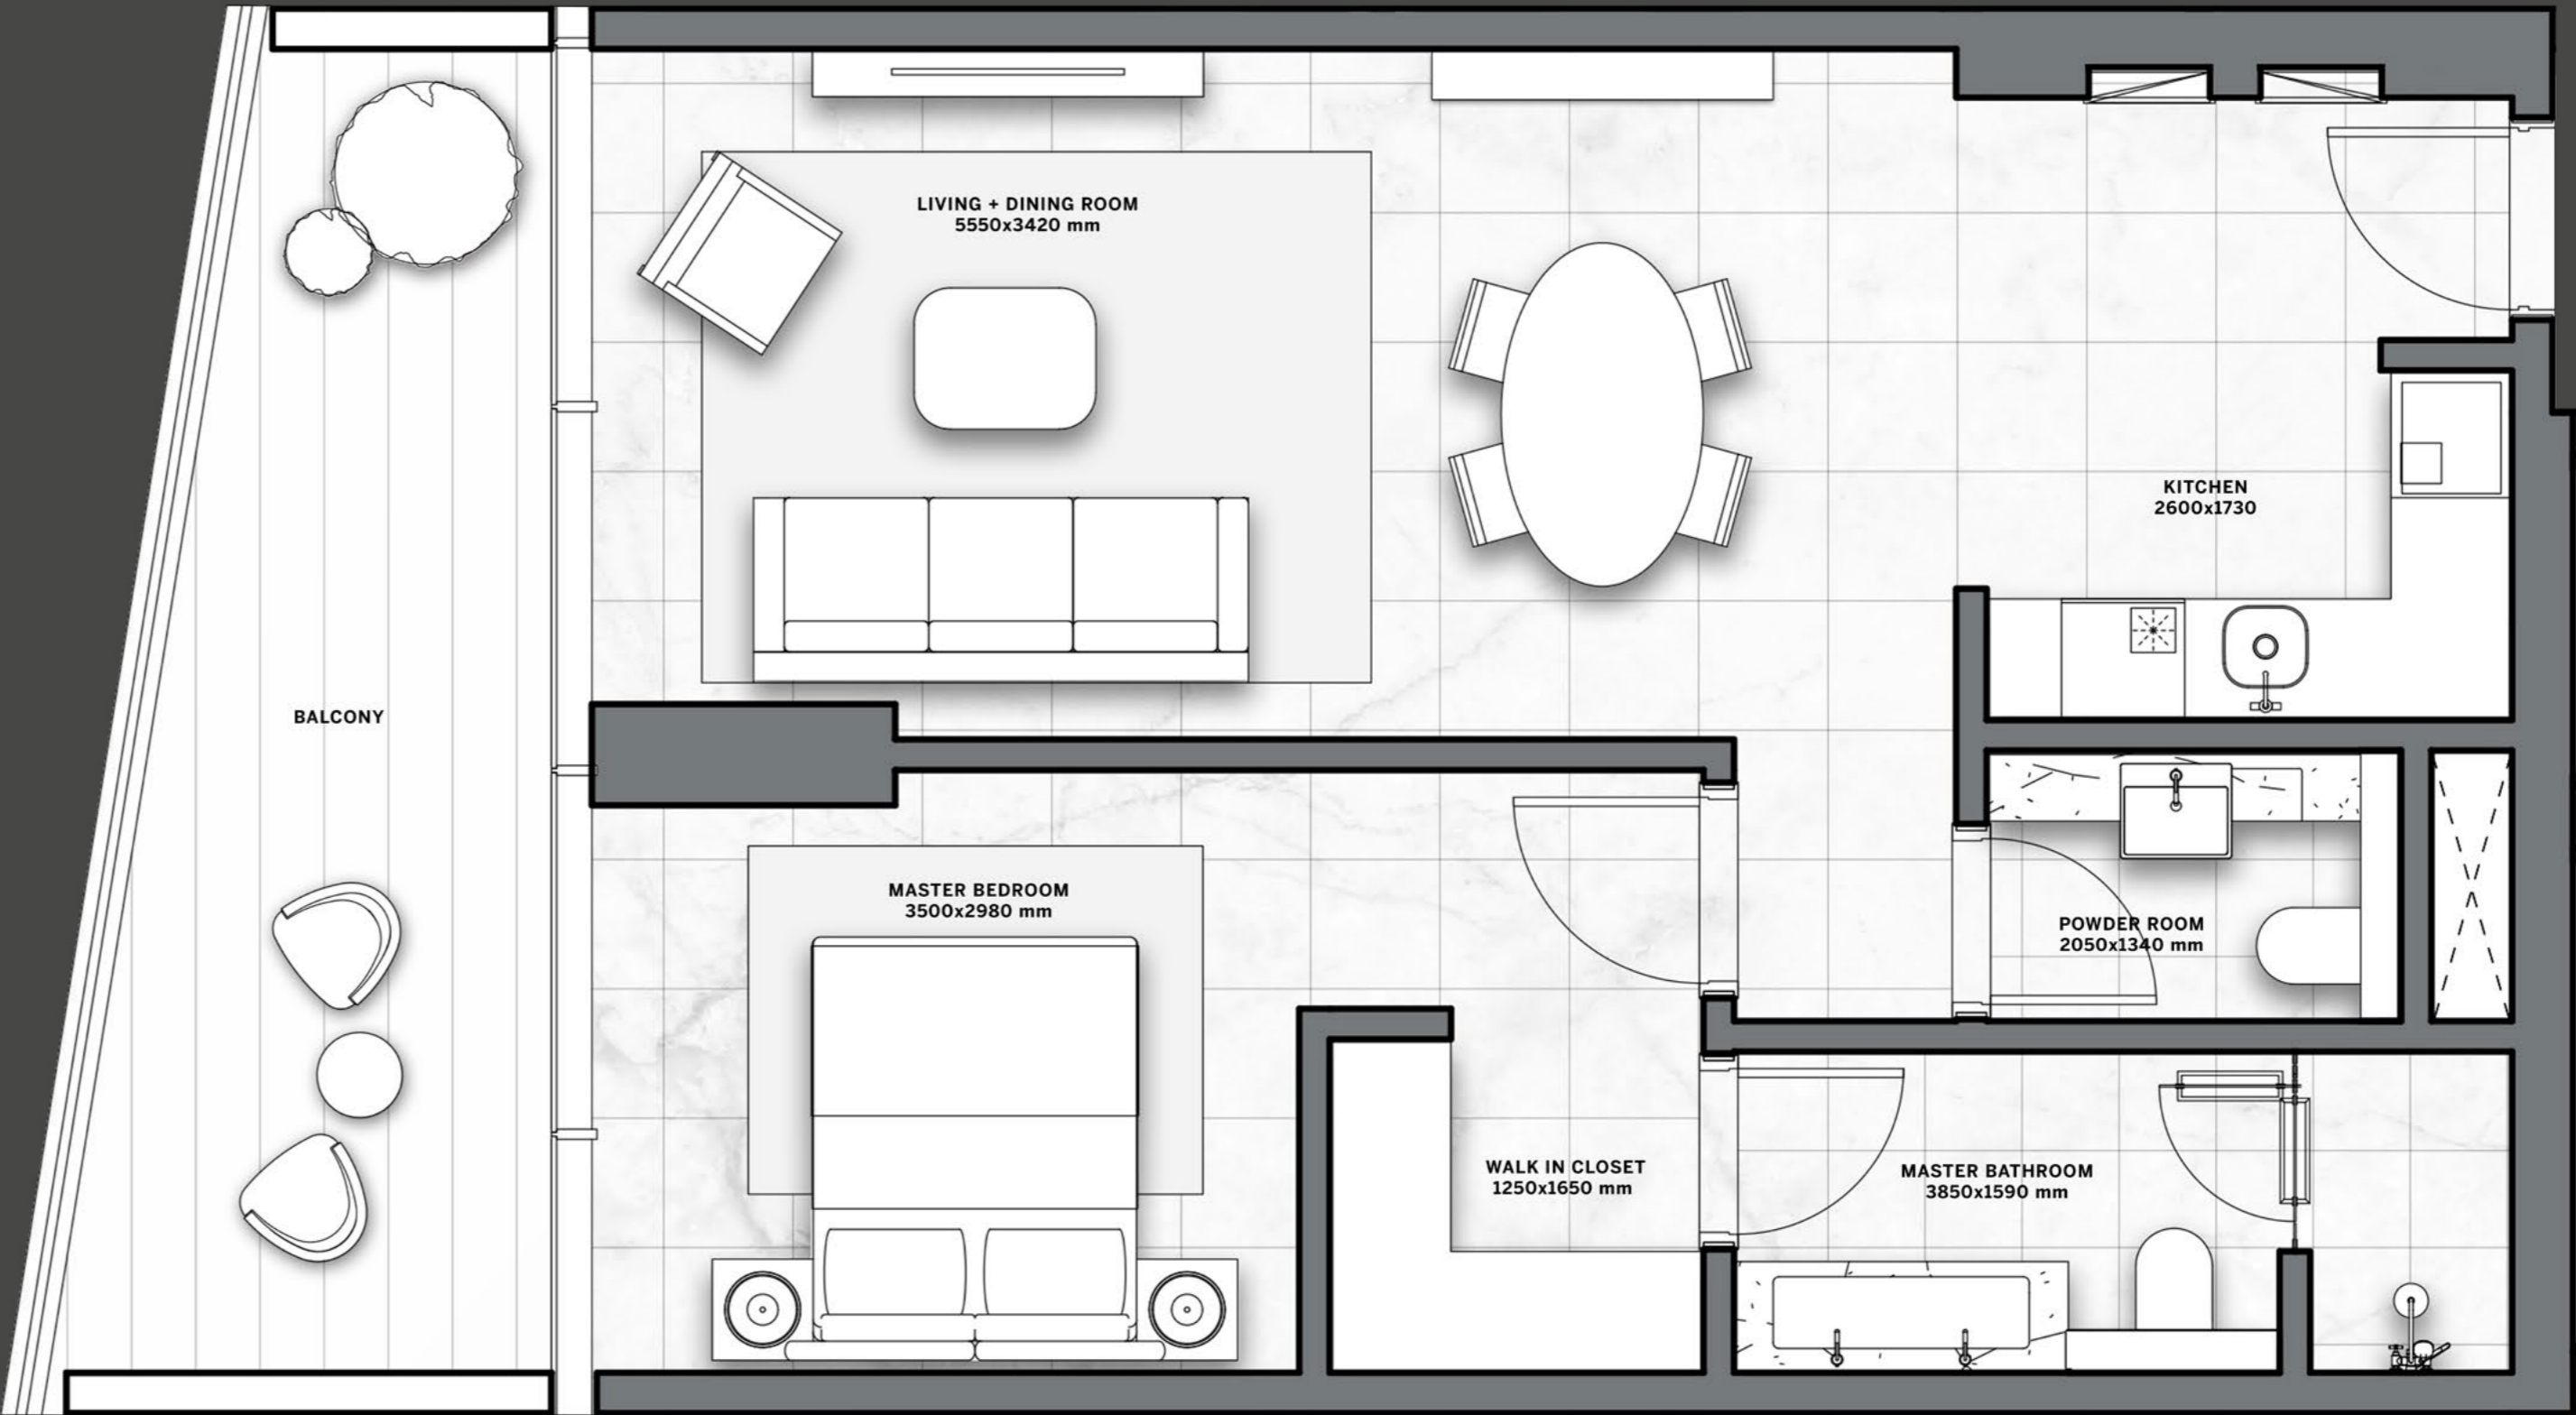 LIVING + DINING ROOM
5550x3420 mm
KITCHEN
2600x1730
BALCONY
MASTER BEDROOM
3500x2980 mm
POWDER ROOM
2050x1340 mm
WALK IN CLOSET
1250x1650 mm
MASTER BATHROOM
3850x1590 mm